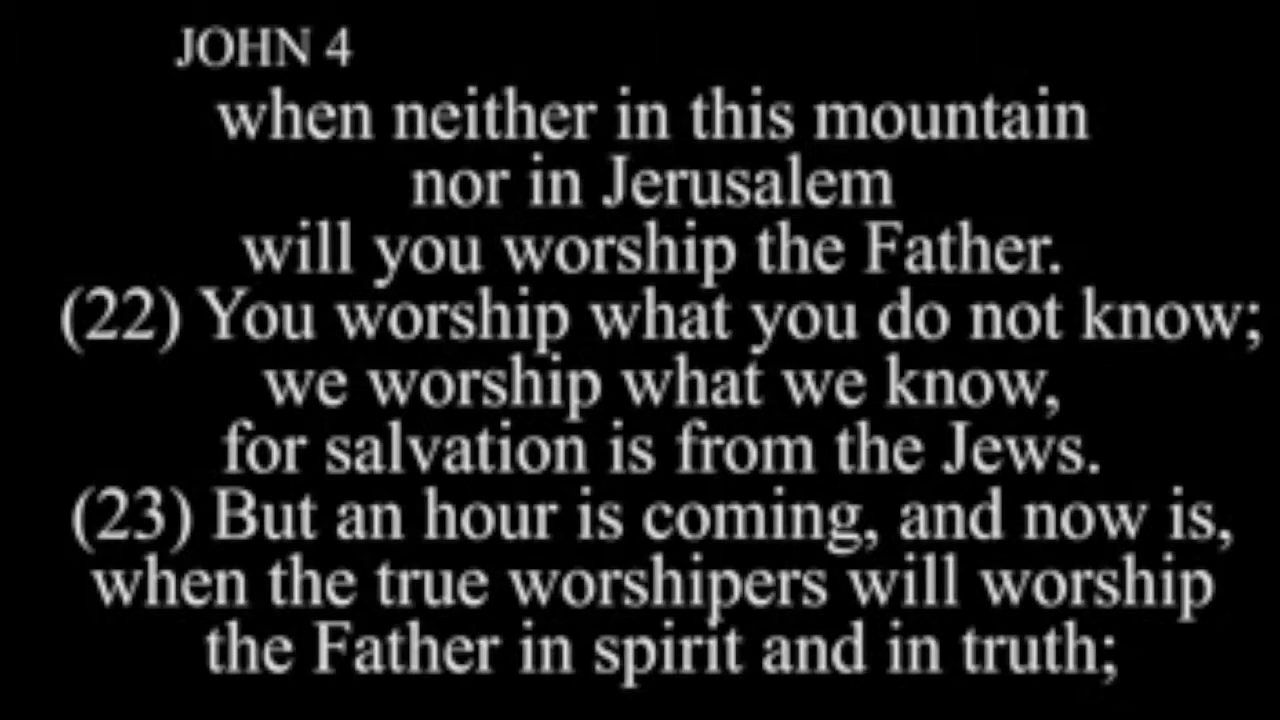 JOHN 4
when neither in this mountain
nor in Jerusalem
will you worship the Father.
(22) You worship what you do not know;
we worship what we know,
for salvation is from the Jews.
(23) But an hour is coming, and now is,
when the true worshipers will worship
the Father in spirit and in truth;